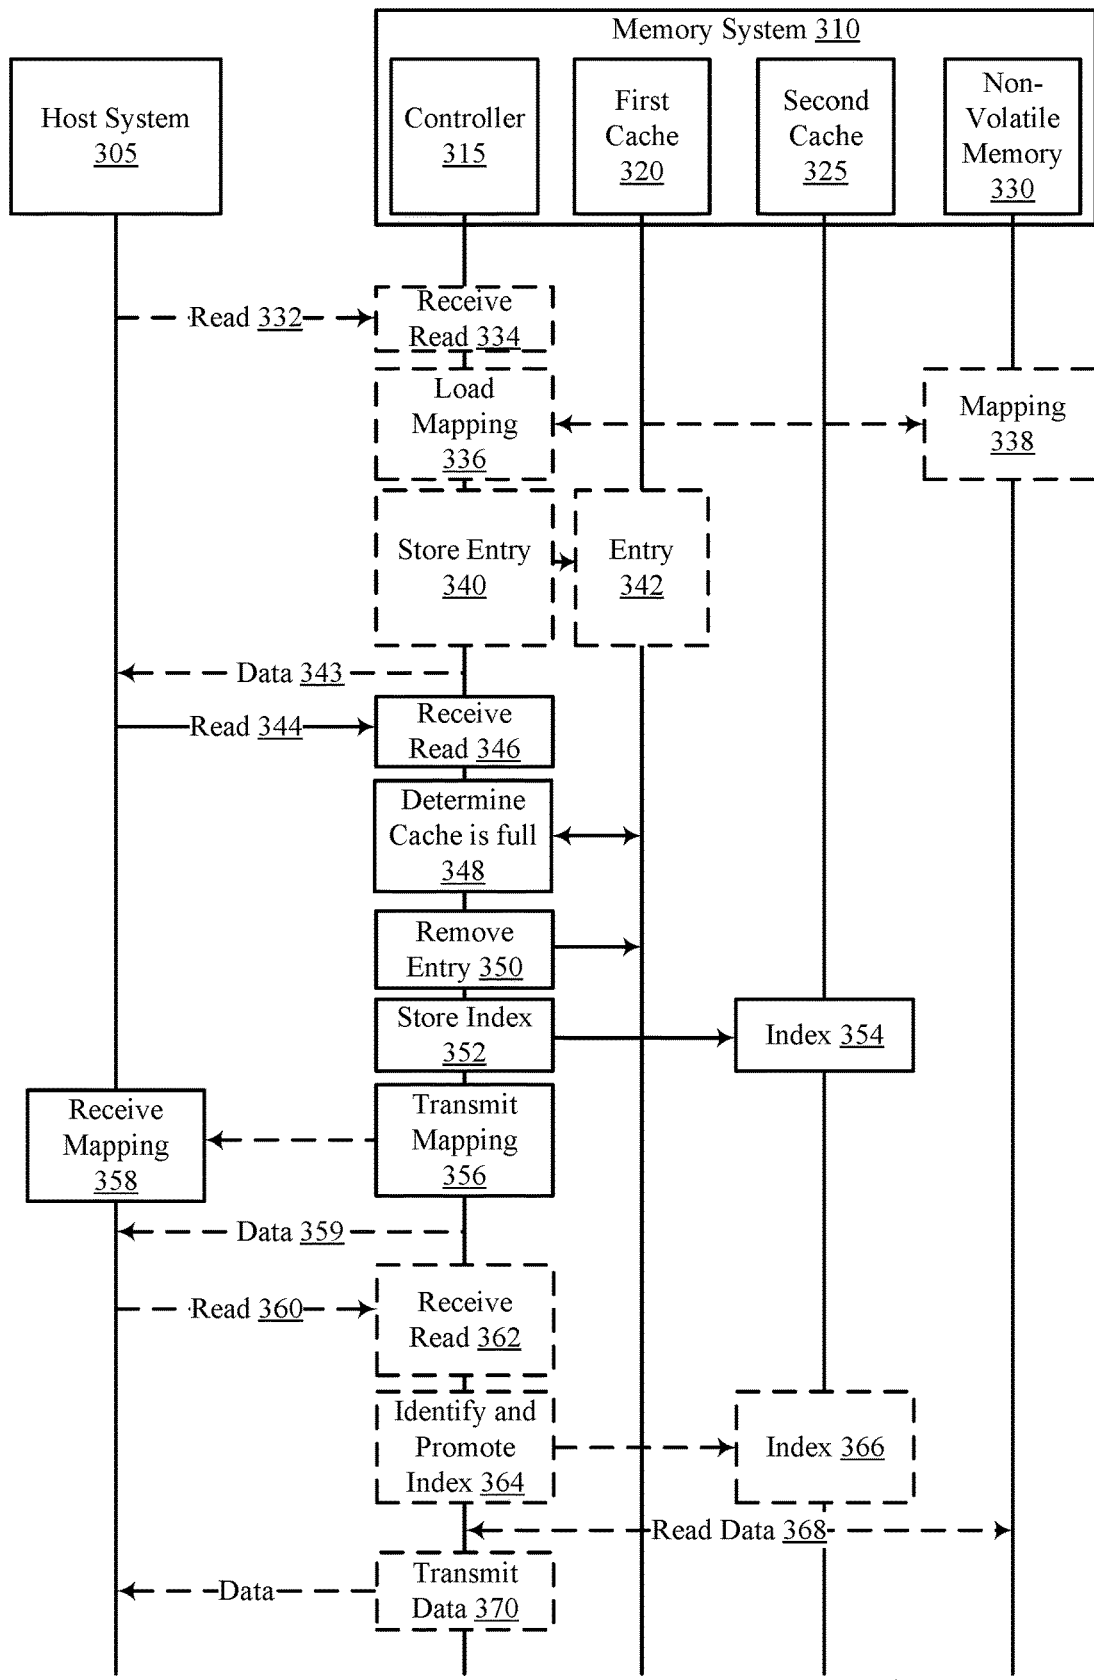 Memory System 310
Host System
305
Controller
315
First
Cache
320
Second
Cache
325
Non-
Volatile
Memory
330
Read 332
Receive
Read 334
Load
Mapping
336
Mapping
338
Store Entry
340
Entry
342
Data 343
Read 344
Receive
Read 346
Determine
Cache is full
348
Remove
Entry 350
Store Index
352
Index 354
Receive
Mapping
358
Transmit
Mapping
356
Data 359
Read 360
Receive
Read 362
Identify and
Promote
Index 364
Index 366
Read Data 368
Data
Transmit
Data 370